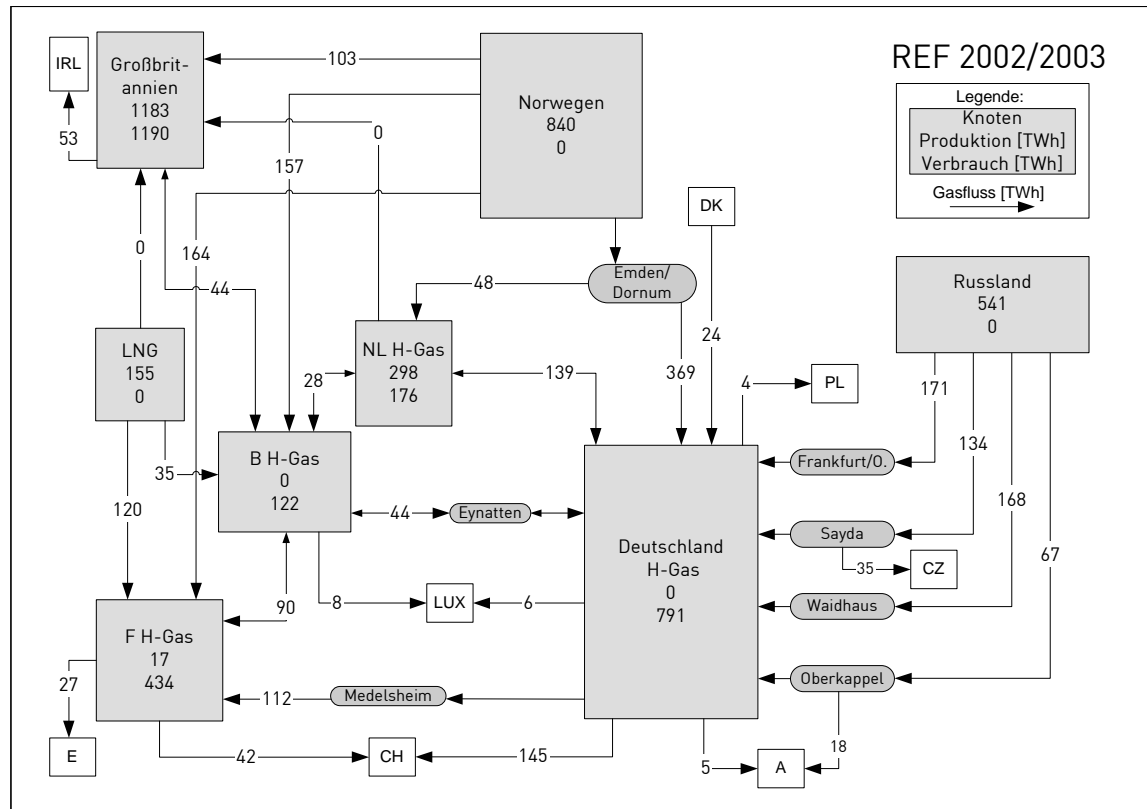 REF 2002/2003
Legende:
Knoten
Produktion [TWh]
Verbrauch [TWh]
Gasfluss [TWh]
IRL
Großbrit-
annien
1183
1190
103
Norwegen
840
0
53
0
157
DK
0
164
44
Emden/
Dornum
48
Russland
541
0
LNG
155
0
NL H-Gas
298
176
28
139
369
24
4
PL
171
134
168
67
B H-Gas
0
122
35
Frankfurt/O.
120
44
Eynatten
Deutschland
H-Gas
0
791
Sayda
35
CZ
90
8
LUX
6
Waidhaus
F H-Gas
17
434
27
112
Medelsheim
Oberkappel
E
42
CH
145
5
A
18